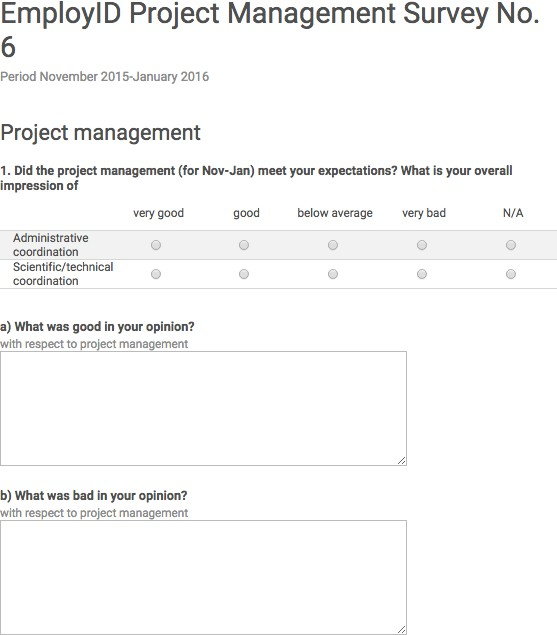 EmployID Project Management Survey No.
6
Period November 2015-January 2016
Project management
1. Did the project management (for Nov-Jan) meet your expectations? What is your overall
impression of
very good good below average very bad N/A
Administrative
coordination
Scientific/technical
coordination
a) What was good in your opinion?
with respect to project management
b) What was bad in your opinion?
with respect to project management